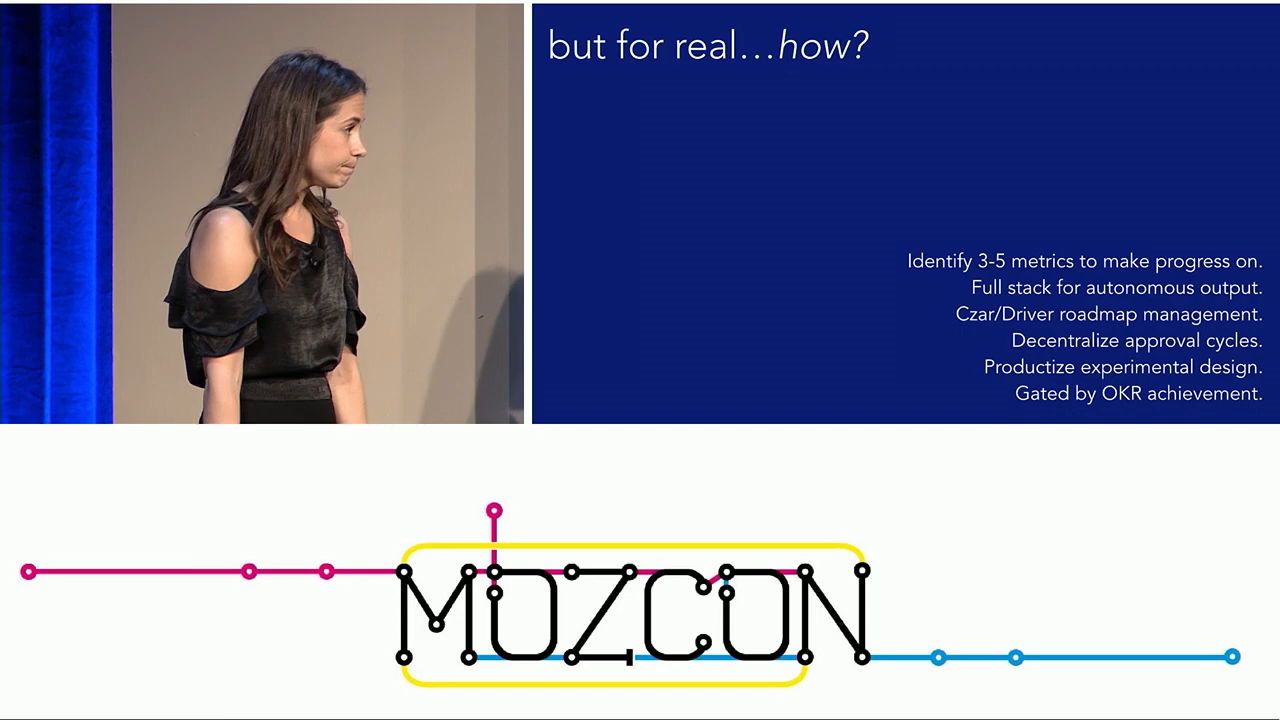 but for real...how?
Identify 3-5 metrics to make progress on.
Full stack for autonomous output.
Czar/Driver roadmap management.
Decentralize approval cycles.
Productize experimental design.
Gated by OKR achievement.
MOZCON